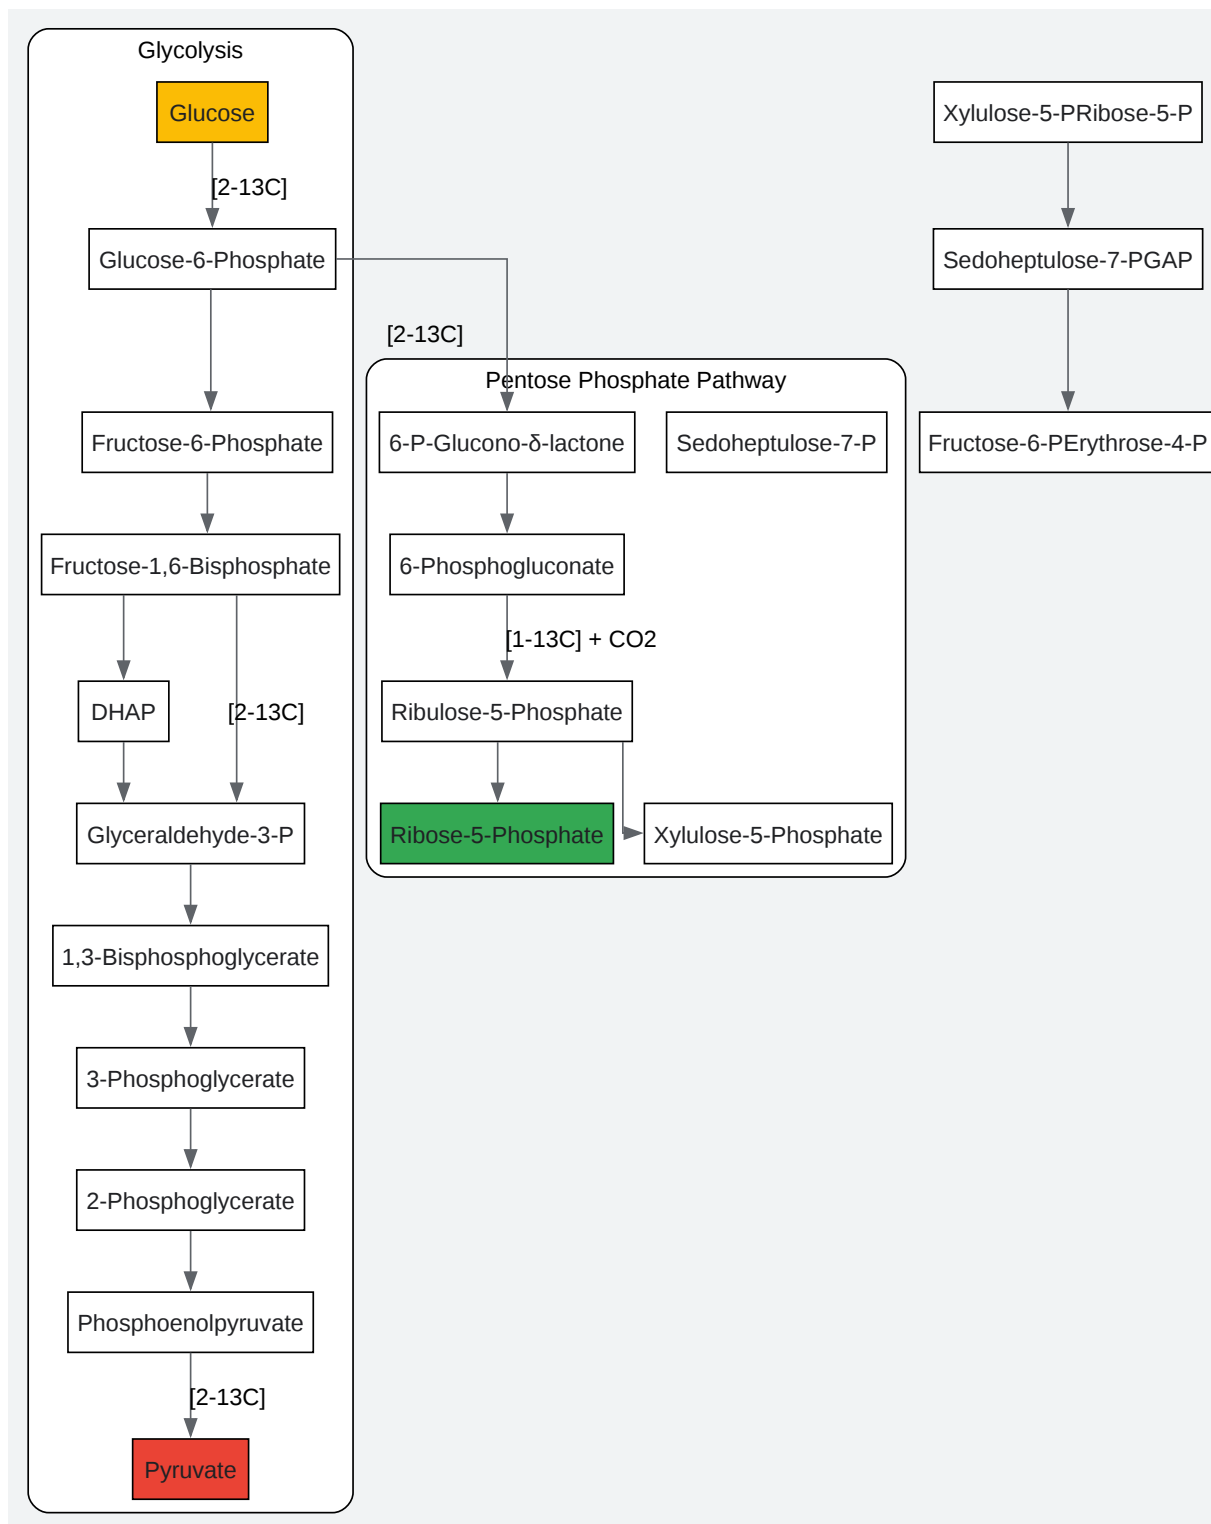 Glycolysis
Glucose
[2-13C]
Glucose-6-Phosphate
Fructose-6-Phosphate
Fructose-1,6-Bisphosphate
DHAP
[2-13C]
Glyceraldehyde-3-P
1,3-Bisphosphoglycerate
3-Phosphoglycerate
2-Phosphoglycerate
Phosphoenolpyruvate
[2-13C]
Pyruvate
[2-13C]
Pentose Phosphate Pathway
6-P-Glucono-δ-lactone
Sedoheptulose-7-P
6-Phosphogluconate
[1-13C] + CO2
Ribulose-5-Phosphate
Ribose-5-Phosphate
Xylulose-5-Phosphate
Xylulose-5-PRibose-5-P
Sedoheptulose-7-PGAP
Fructose-6-PErythrose-4-P